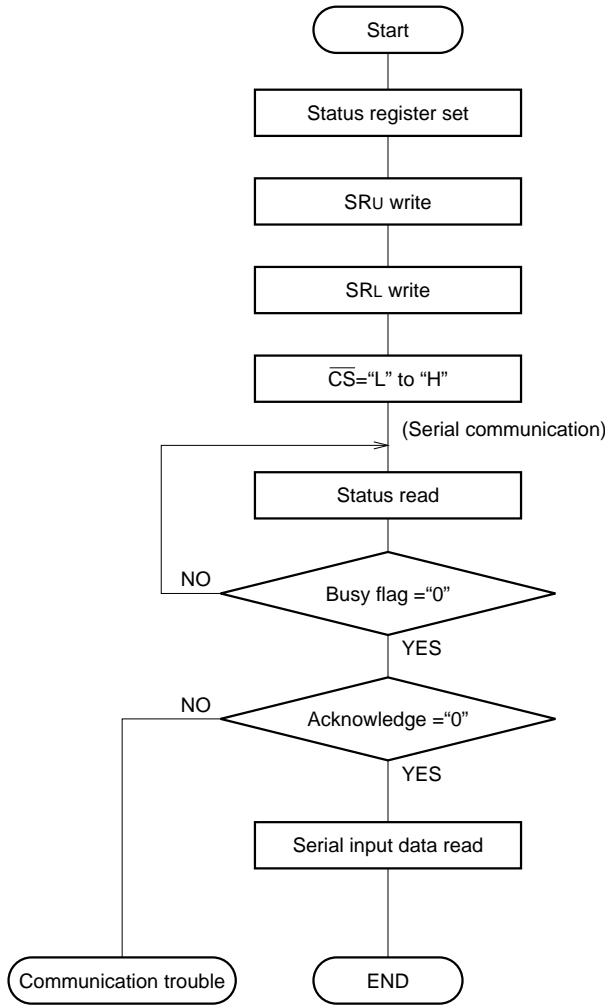 Start
Status register set
SRU write
SRL write
C̅S̅=“L” to “H”
(Serial communication)
Status read
NO
Busy flag =“0”
YES
NO
Acknowledge =“0”
YES
Serial input data read
Communication trouble
END